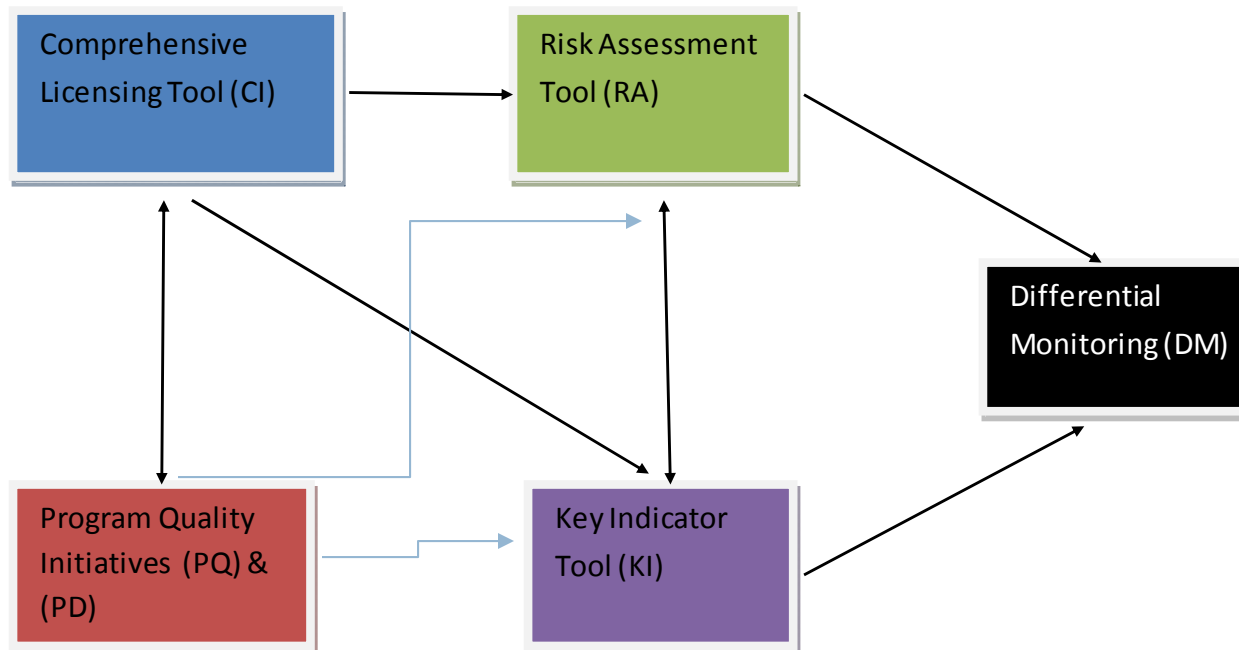 Comprehensive
Licensing Tool (CI)
Risk Assessment
Tool (RA)
Differential
Monitoring (DM)
Program Quality
Initiatives (PQ) &
(PD)
Key Indicator
Tool (KI)